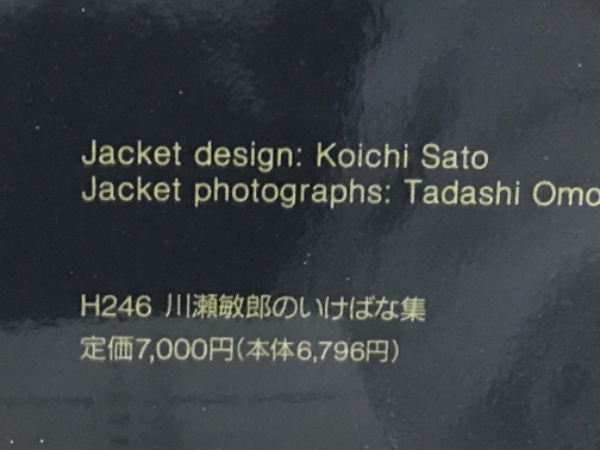 Jacket design: Koichi Sato
Jacket photographs: Tadashi
H246 川瀬敏郎のいけばな集
定価7,000円(本体6,796円)